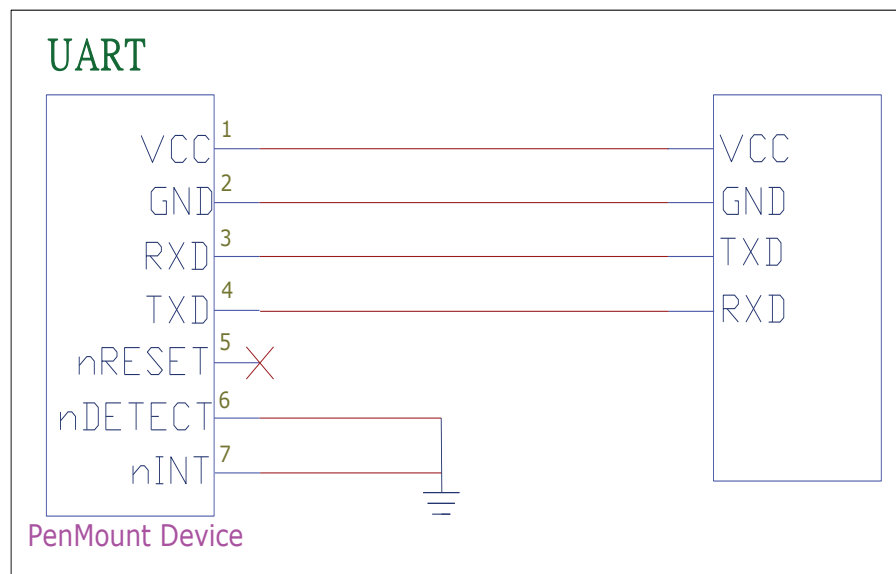 UART
1
VCC VCC
2
GND GND
3
RXD TXD
4
TXD RXD
5
nRESET
6
nDETECT
7
nINT
PenMount Device